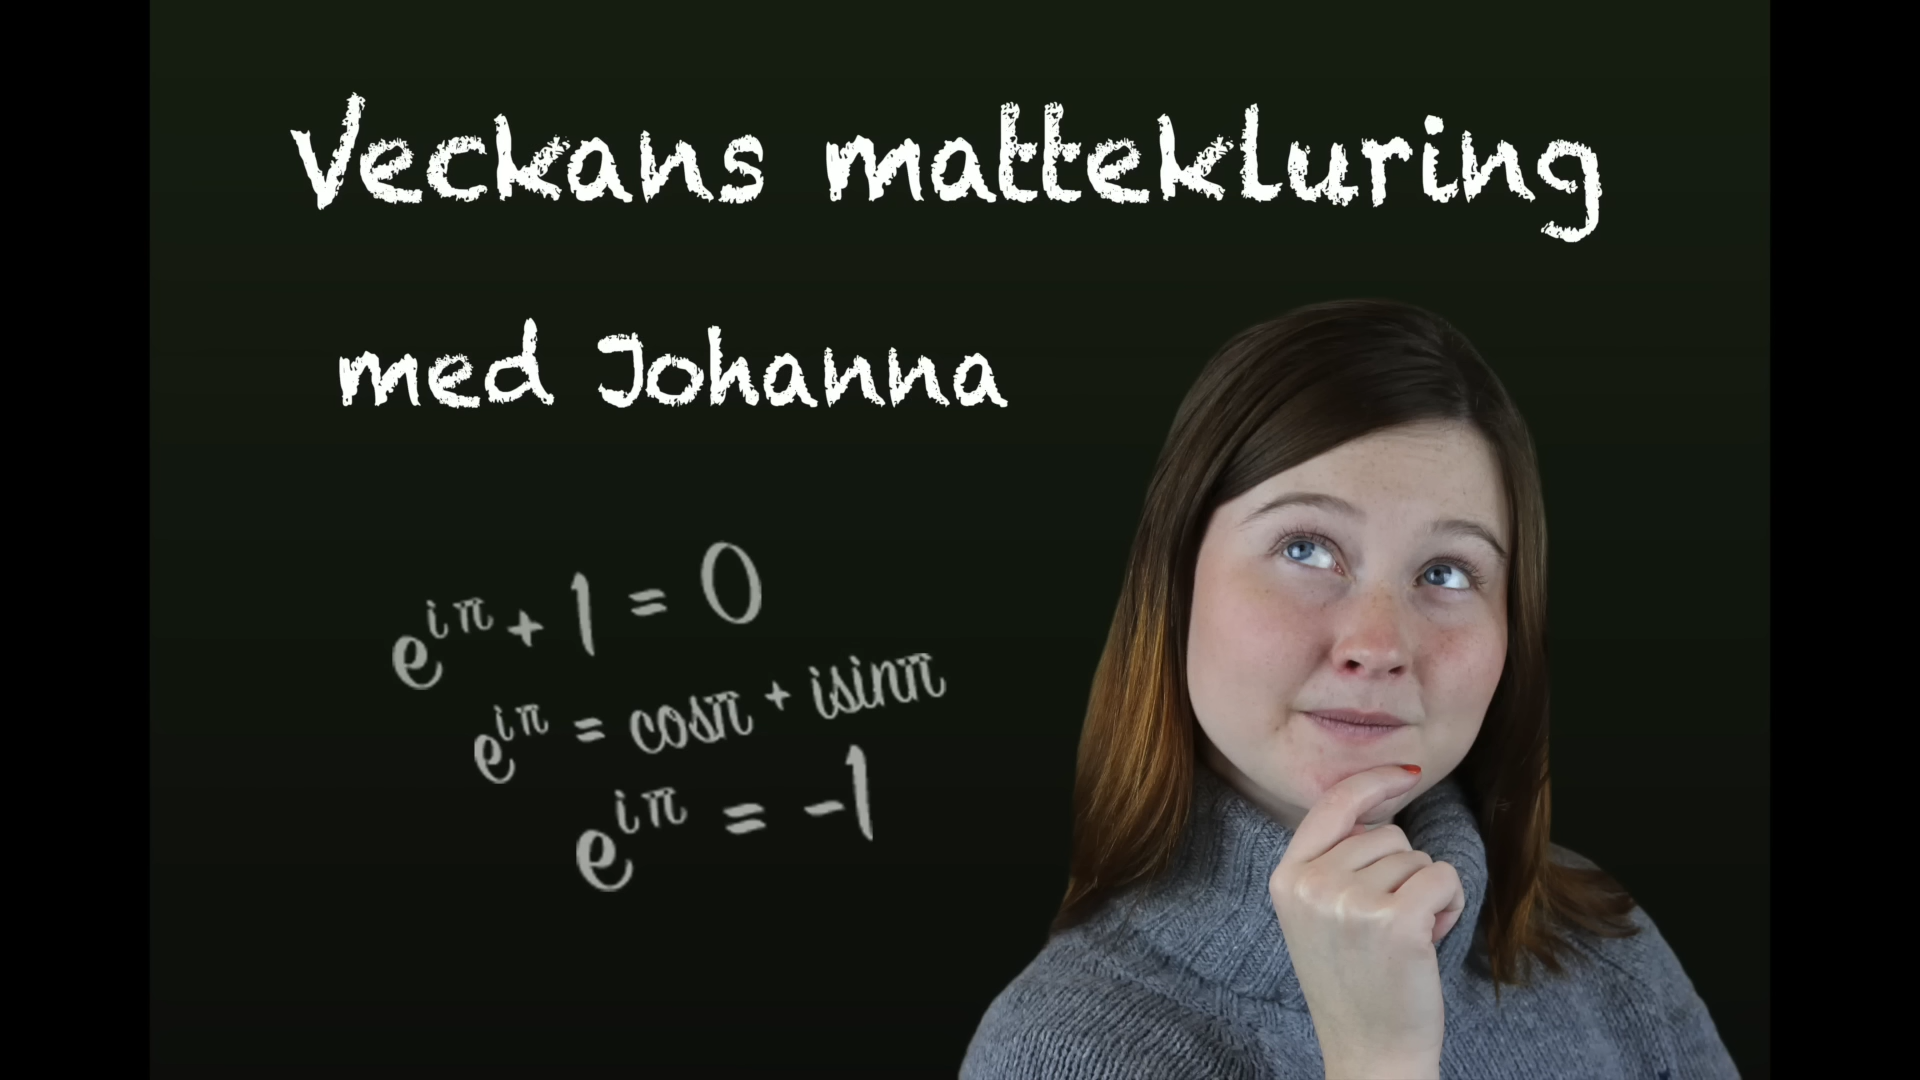 Veckans mattekluring
med Johanna
e^{iπ} + 1 = 0
e^{iπ} = cosπ + isinπ
e^{iπ} = -1